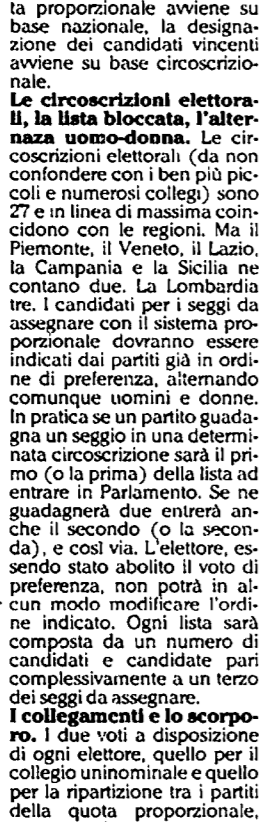 ta proporzionale avviene su
base nazionale, la designa-
zione dei candidati vincenti
avviene su base circoscrizio-
nale.
Le circoscrizioni elettora-
li, la lista bloccata, l'alter-
naza uomo-donna. Le cir-
coscrizioni elettorali (da non
confondere con i ben più pic-
coli e numerosi collegi) sono
27 e in linea di massima coin-
cidono con le regioni. Ma il
Piemonte, il Veneto, il Lazio,
la Campania e la Sicilia ne
contano due. La Lombardia
tre. I candidati per i seggi da
assegnare con il sistema pro-
porzionale dovranno essere
indicati dai partiti già in ordi-
ne di preferenza, alternando
comunque uomini e donne.
In pratica se un partito guada-
gna un seggio in una determi-
nata circoscrizione sarà il pri-
mo (o la prima) della lista ad
entrare in Parlamento. Se ne
guadagnerà due entrerà an-
che il secondo (o la secon-
da), e così via. L'elettore, es-
sendo stato abolito il voto di
preferenza, non potrà in al-
cun modo modificare l'ordi-
ne indicato. Ogni lista sarà
composta da un numero di
candidati e candidate pari
complessivamente a un terzo
dei seggi da assegnare.
I collegamenti e lo scorpo-
ro. I due voti a disposizione
di ogni elettore, quello per il
collegio uninominale e quello
per la ripartizione tra i partiti
della quota proporzionale,